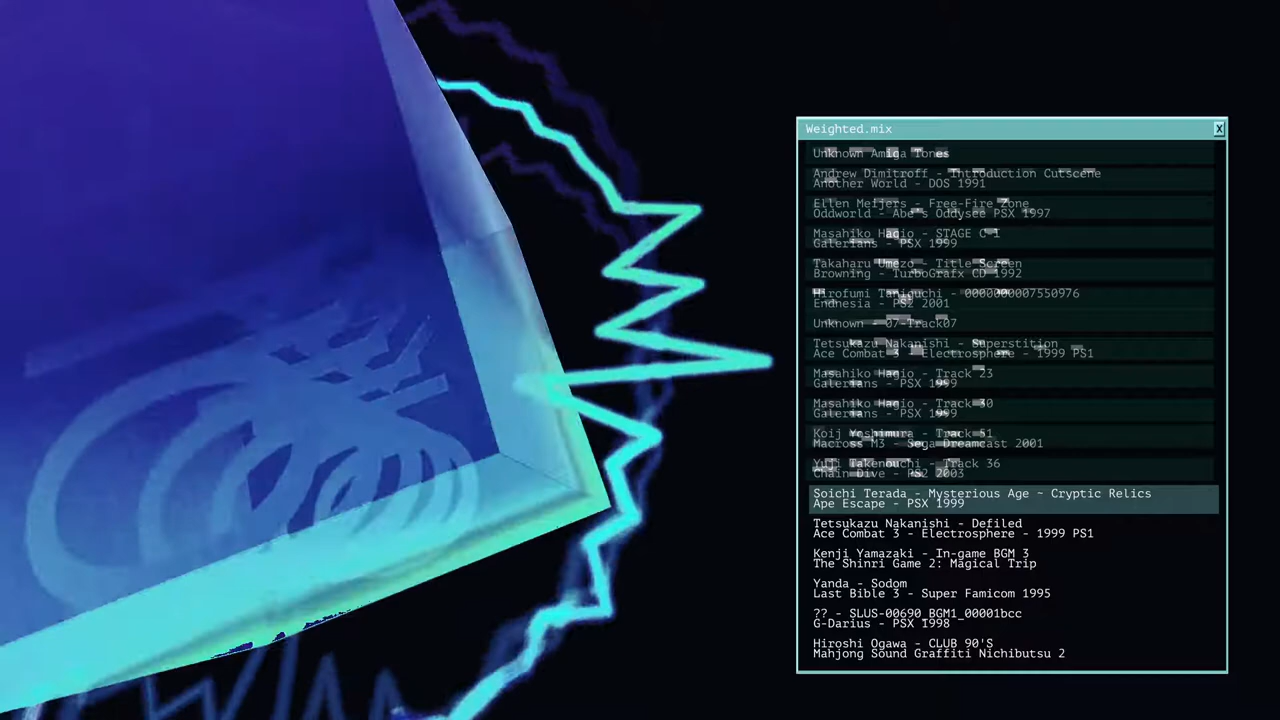 Weighted.mix
X
Unknown Amiga Tones
Andrew Dimitroff - Introduction Cutscene
Another World - DOS 1991
Ellen Meijers - Free-Fire Zone
Oddworld - Abe's Oddysee PSX 1997
Masahiko Hagio - STAGE C-1
Galerians - PSX 1999
Takaharu Umezo - Title Screen
Browning - TurboGrafx CD 1992
Hirofumi Taniguchi - 0000000007550976
Endnesia - PS2 2001
Unknown - 07-Track07
Tetsukazu Nakanishi - Superstition
Ace Combat 3 - Electrosphere - 1999 PS1
Masahiko Hagio - Track 23
Galerians - PSX 1999
Masahiko Hagio - Track 30
Galerians - PSX 1999
Koij Yoshimura - Track 51
Macross M3 - Sega Dreamcast 2001
Yuji Takenouchi - Track 36
Chain Dive - PS2 2003
Soichi Terada - Mysterious Age ~ Cryptic Relics
Ape Escape - PSX 1999
Tetsukazu Nakanishi - Defiled
Ace Combat 3 - Electrosphere - 1999 PS1
Kenji Yamazaki - In-game BGM 3
The Shinri Game 2: Magical Trip
Yanda - Sodom
Last Bible 3 - Super Famicom 1995
?? - SLUS-00690_BGM1_00001bcc
G-Darius - PSX 1998
Hiroshi Ogawa - CLUB 90'S
Mahjong Sound Graffiti Nichibutsu 2